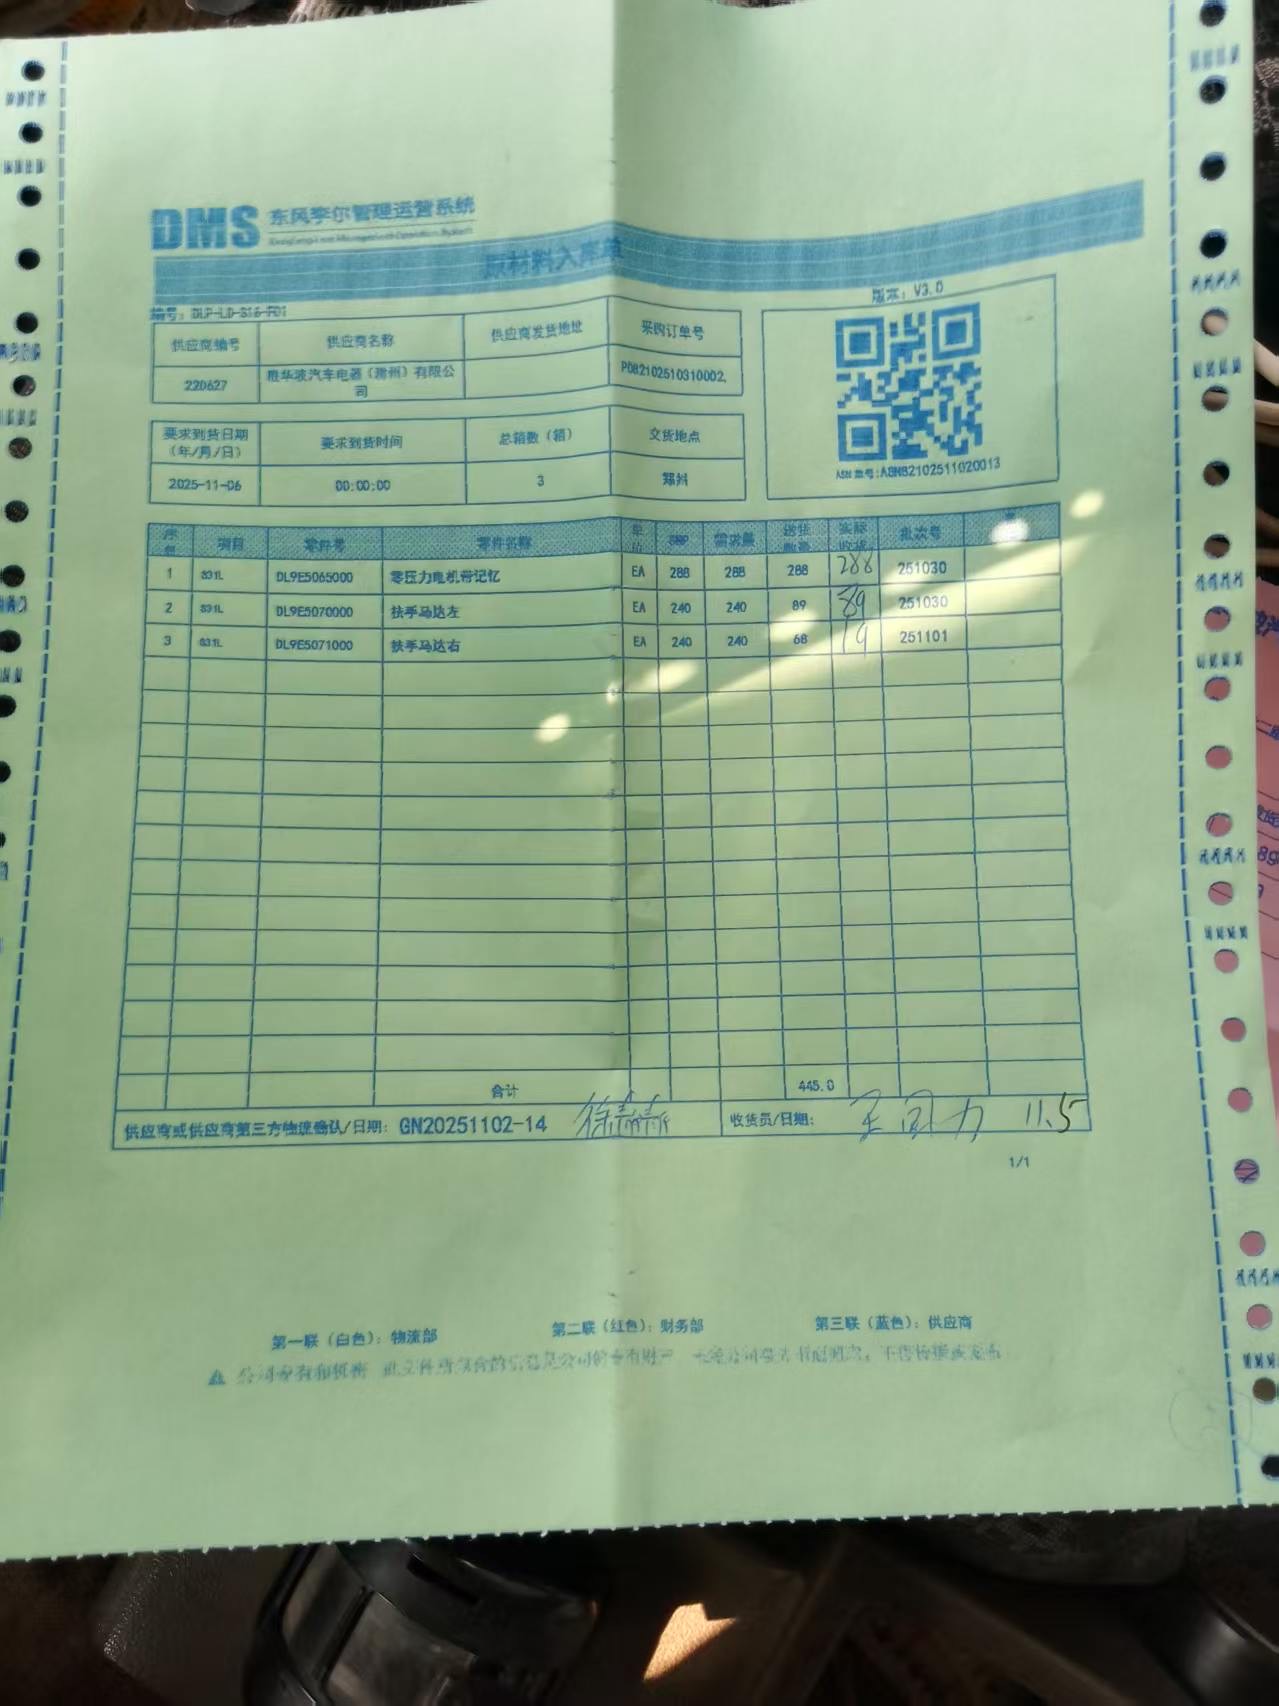 DMS 东风李尔管理运营系统
原材料入库单
编号：DLP-LD-S16-F01
版本：V3.0
供应商编号 供应商名称 供应商发货地址 采购订单号
220627 胜华波汽车电器（滁州）有限公司 PO82102510310002,
要求到货日期（年/月/日） 要求到货时间 总箱数（箱） 交货地点
2025-11-06 00:00:00 3 郑州
ASN 单号:ASN82102511020013
序号 项目 零件号 零件名称 单位 SNP 需求量 送货数量 实际收货 批次号
1 S31L DL9E5065000 零压力电机带记忆 EA 288 288 288 288 251030
2 S31L DL9E5070000 扶手马达左 EA 240 240 89 89 251030
3 S31L DL9E5071000 扶手马达右 EA 240 240 68 251101
合计 445.0
供应商或供应商第三方物流确认/日期: GN20251102-14 收货员/日期: 11.5
1/1
第一联（白色）：物流部 第二联（红色）：财务部 第三联（蓝色）：供应商